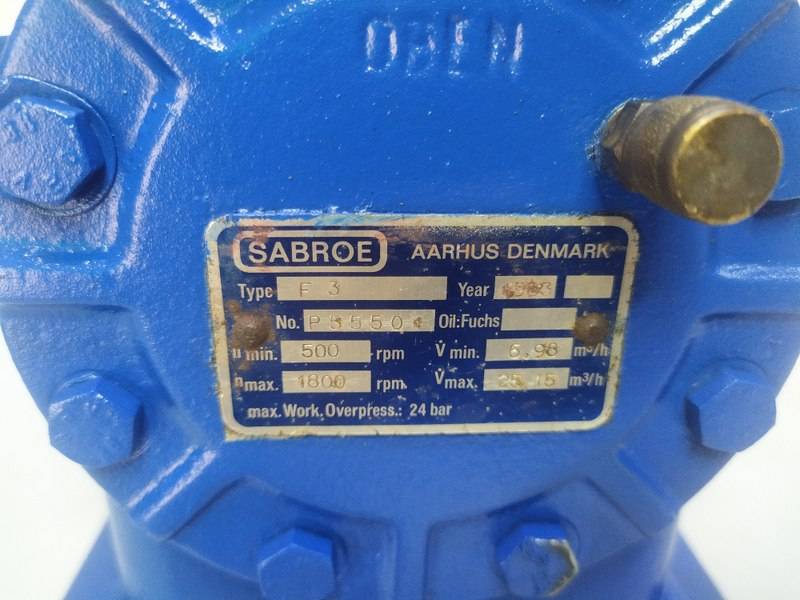 OBEN
SABROE AARHUS DENMARK
Type F 3 Year
No. Oil:Fuchs
n min. 500 rpm V̇ min. 6,98 m³/h
n max. 1800 rpm V̇ max. 25,15 m³/h
max. Work. Overpress.: 24 bar